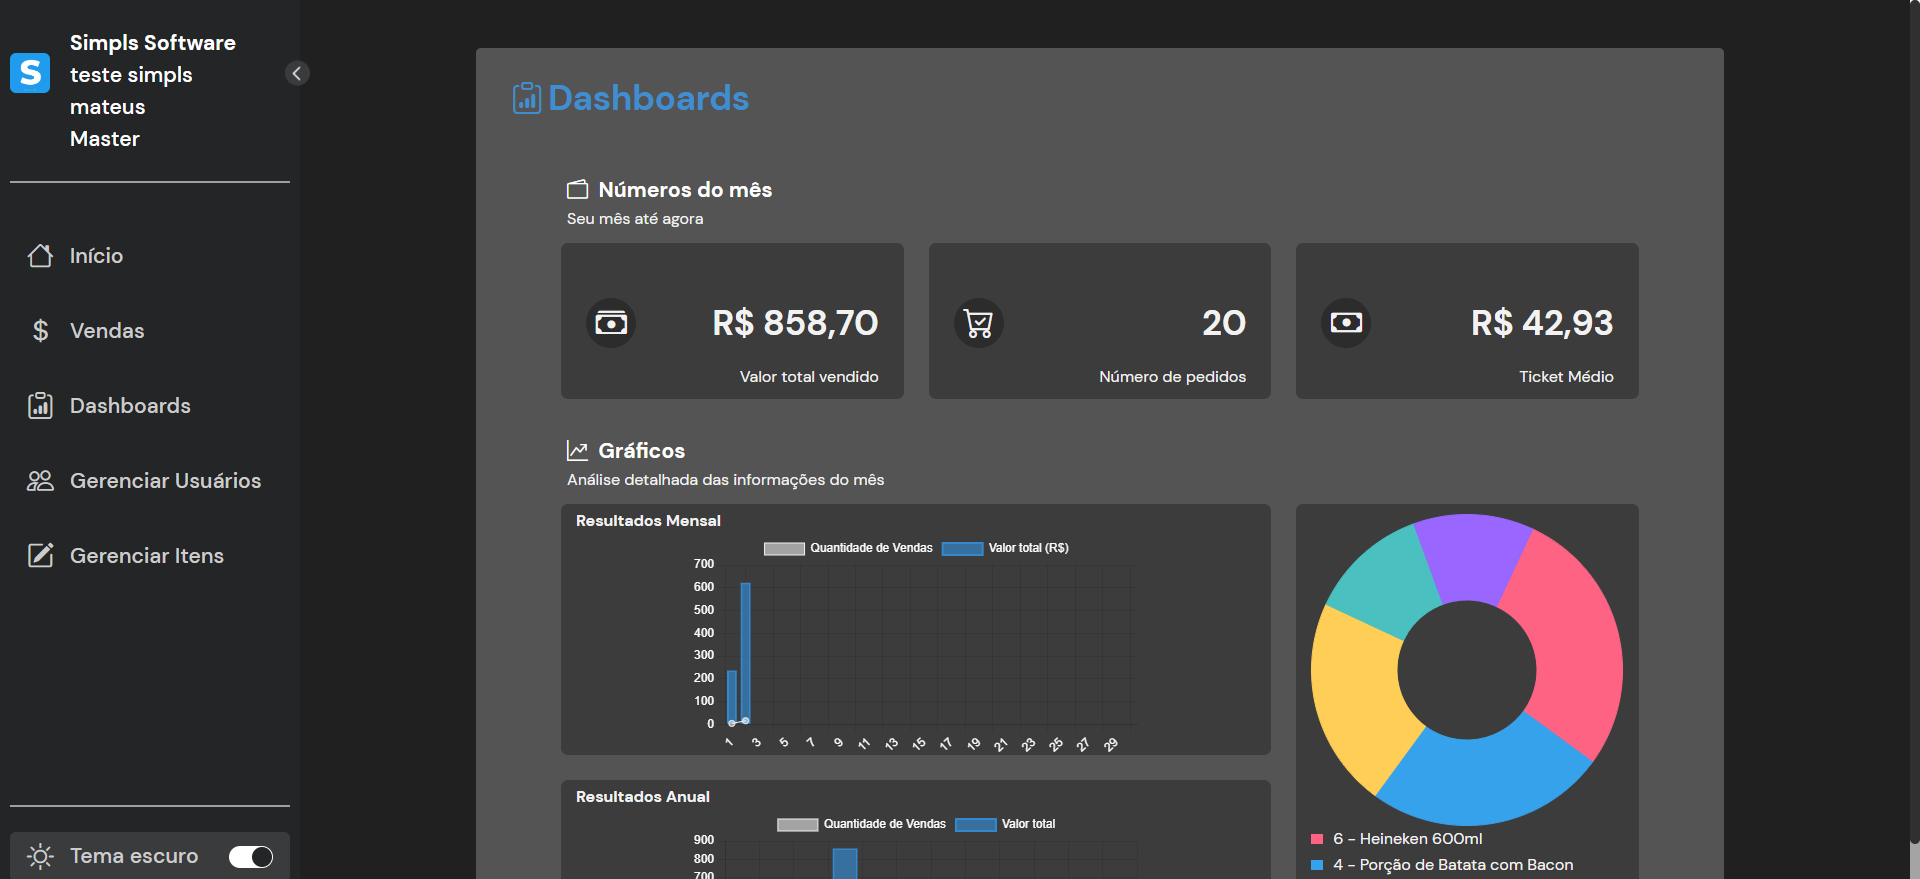 Simpls Software
teste simpls
mateus
Master
S
Início
Vendas
Dashboards
Gerenciar Usuários
Gerenciar Itens
Tema escuro
Dashboards
Números do mês
Seu mês até agora
R$ 858,70
Valor total vendido
20
Número de pedidos
R$ 42,93
Ticket Médio
Gráficos
Análise detalhada das informações do mês
Resultados Mensal
Quantidade de Vendas Valor total (R$)
700
600
500
400
300
200
100
0
1 3 5 7 9 11 13 15 17 19 21 23 25 27 29
Resultados Anual
Quantidade de Vendas Valor total
900
800
700
6 - Heineken 600ml
4 - Porção de Batata com Bacon